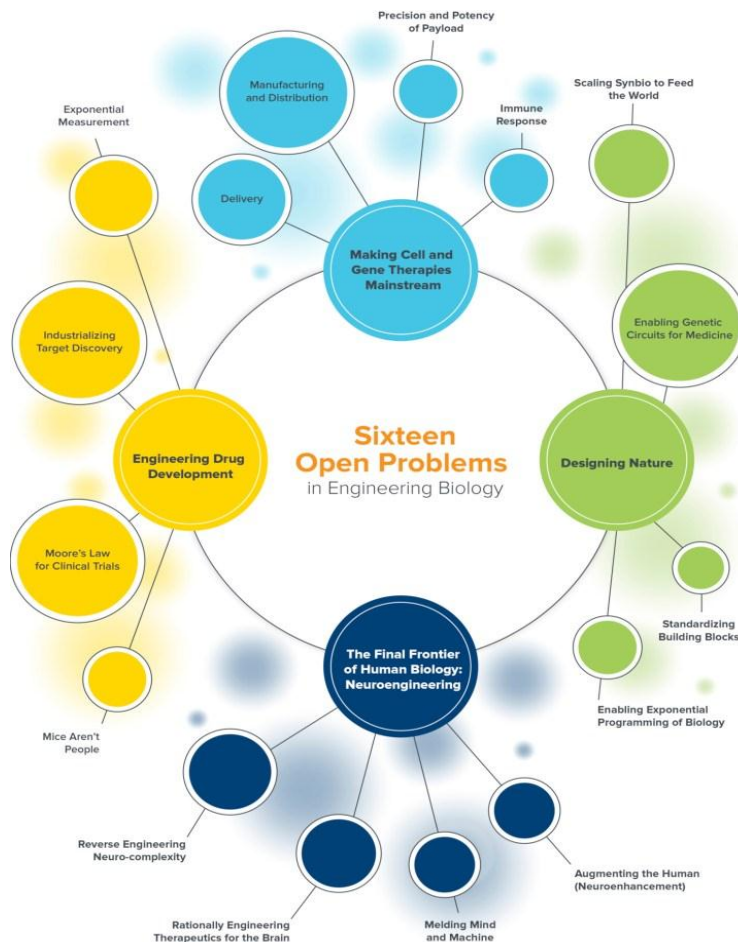 Precision and Potency
of Payload
Manufacturing
and Distribution
Scaling Synbio to Feed
the World
Exponential
Measurement
Immune
Response
Delivery
Making Cell and
Gene Therapies
Mainstream
Industrializing
Target Discovery
Enabling Genetic
Circuits for Medicine
Sixteen
Open Problems
in Engineering Biology
Engineering Drug
Development
Designing Nature
Moore's Law
for Clinical Trials
Standardizing
Building Blocks
The Final Frontier
of Human Biology:
Neuroengineering
Enabling Exponential
Programming of Biology
Mice Aren't
People
Reverse Engineering
Neuro-complexity
Augmenting the Human
(Neuroenhancement)
Rationally Engineering
Therapeutics for the Brain
Melding Mind
and Machine